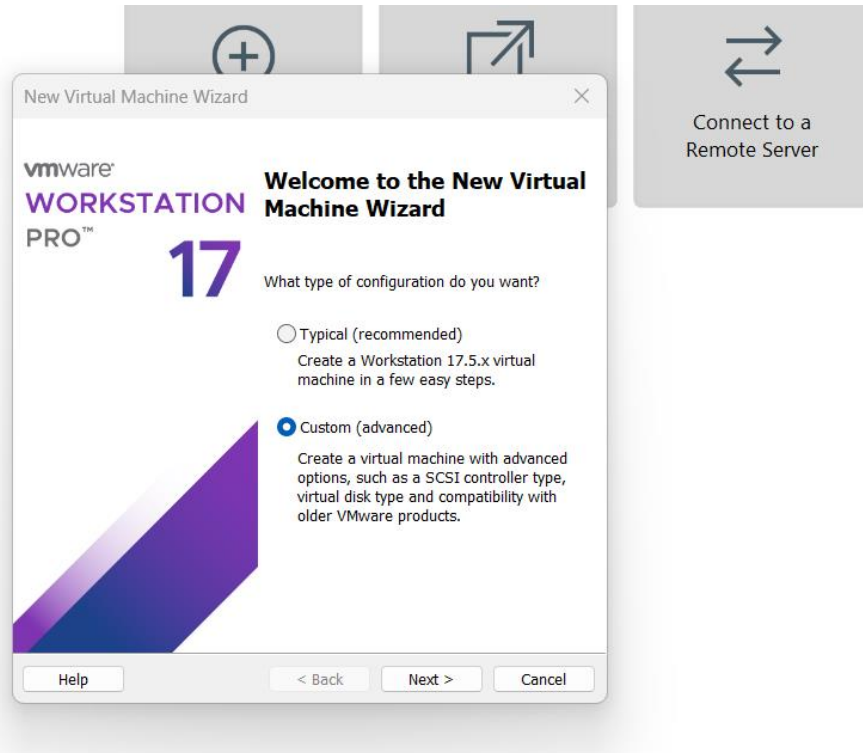 Connect to a
Remote Server
New Virtual Machine Wizard
vmware®
WORKSTATION
PRO™
17
Welcome to the New Virtual
Machine Wizard
What type of configuration do you want?
Typical (recommended)
Create a Workstation 17.5.x virtual
machine in a few easy steps.
Custom (advanced)
Create a virtual machine with advanced
options, such as a SCSI controller type,
virtual disk type and compatibility with
older VMware products.
Help
< Back
Next >
Cancel